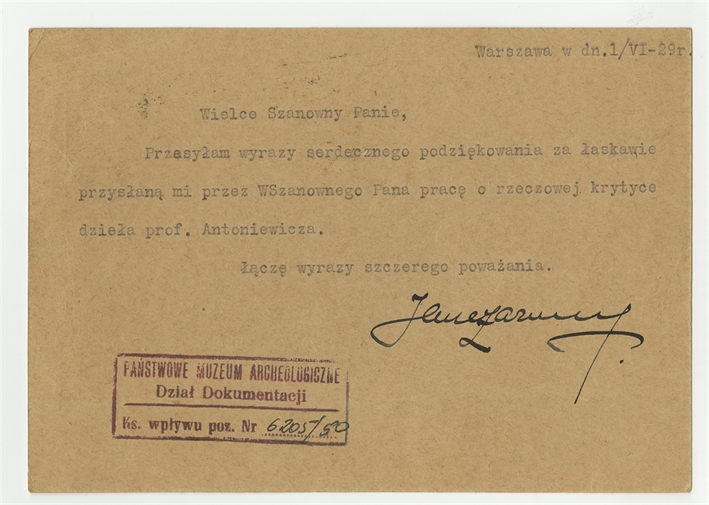 Warszawa w dn.1/VI-29r.
Wielce Szanowny Panie,
Przesyłam wyrazy serdecznego podziękowania za łaskawie
przysłaną mi przez WSzanownego Pana pracę o rzeczowej krytyce
dzieła prof. Antoniewicza.
Łączę wyrazy szczerego poważania.
PAŃSTWOWE MUZEUM ARCHEOLOGICZNE
Dział Dokumentacji
Ks. wpływu poz. Nr 6205/50